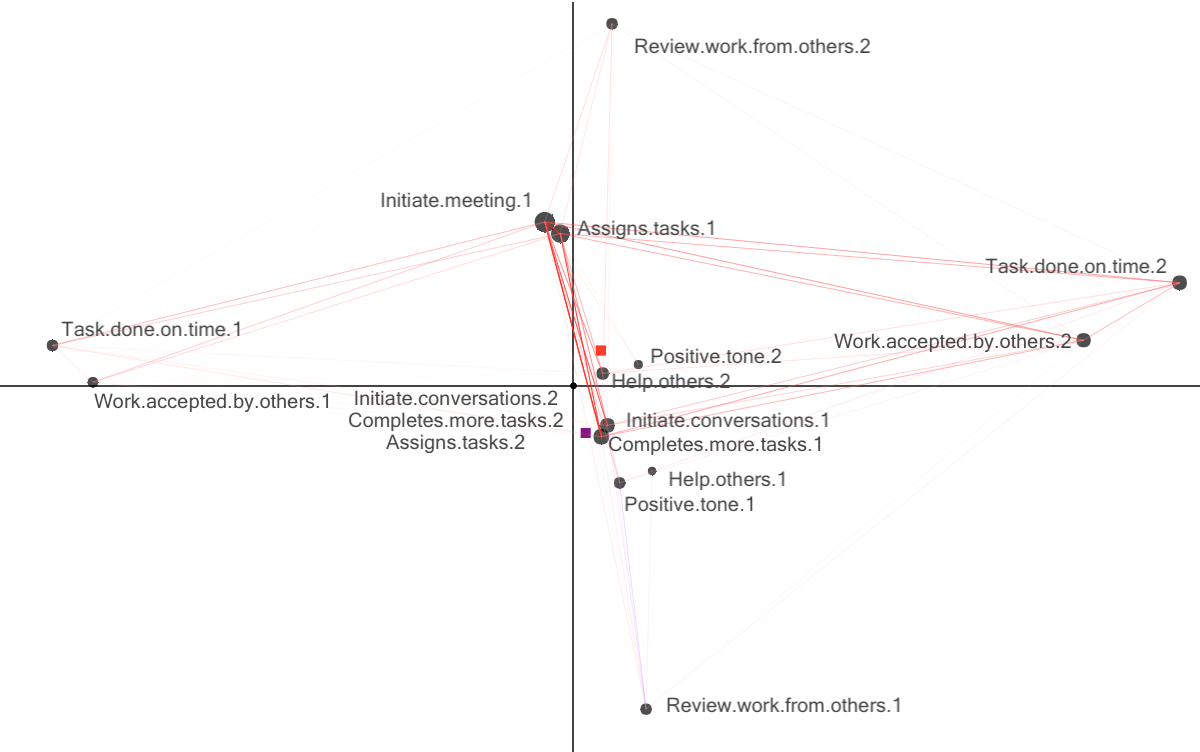 Review.work.from.others.2
Initiate.meeting.1
Assigns.tasks.1
Task.done.on.time.2
Task.done.on.time.1
Work.accepted.by.others.2
Positive.tone.2
Help.others.2
Work.accepted.by.others.1
Initiate.conversations.2
Completes.more.tasks.2
Assigns.tasks.2
Initiate.conversations.1
Completes.more.tasks.1
Help.others.1
Positive.tone.1
Review.work.from.others.1